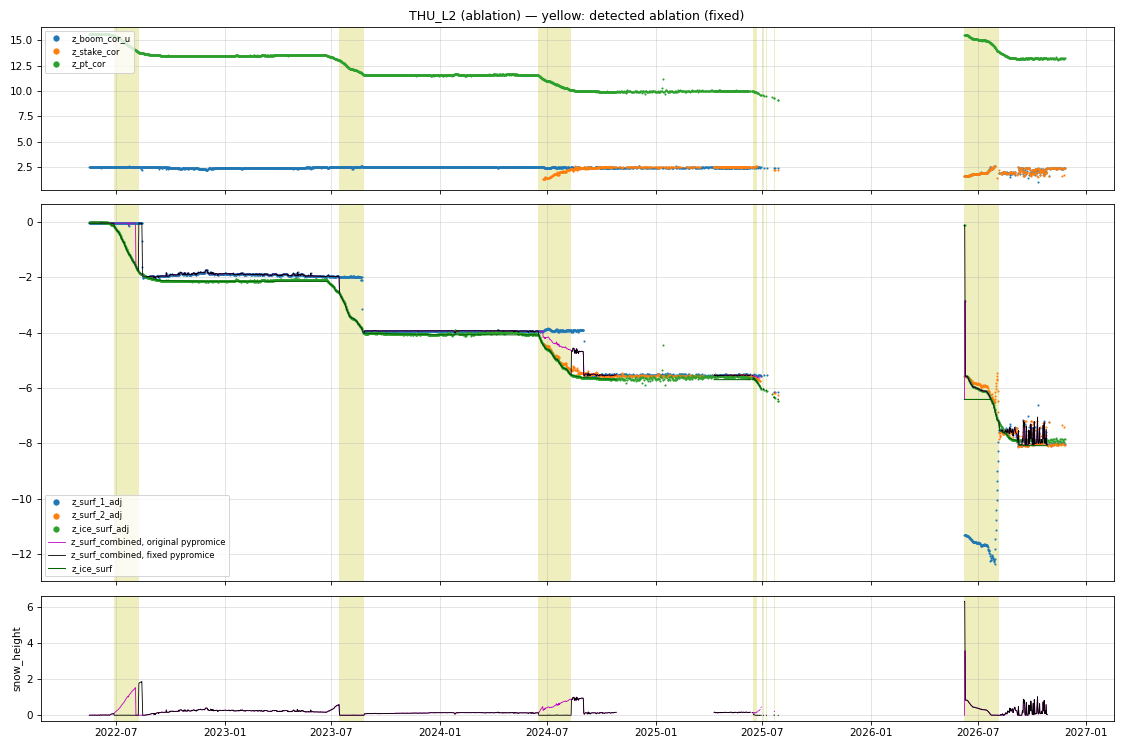 THU_L2 (ablation) — yellow: detected ablation (fixed)
15.0
12.5
10.0
7.5
5.0
2.5
z_boom_cor_u
z_stake_cor
z_pt_cor
0
−2
−4
−6
−8
−10
−12
z_surf_1_adj
z_surf_2_adj
z_ice_surf_adj
z_surf_combined, original pypromice
z_surf_combined, fixed pypromice
z_ice_surf
snow_height
6
4
2
0
2022-07 2023-01 2023-07 2024-01 2024-07 2025-01 2025-07 2026-01 2026-07 2027-01